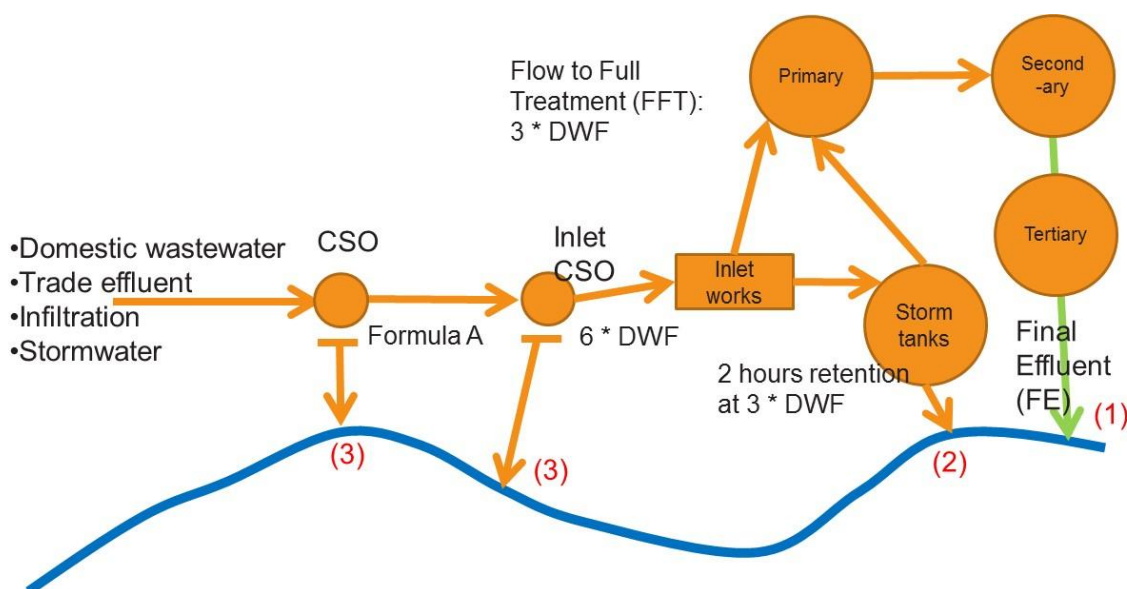 Flow to Full
Treatment (FFT):
3 * DWF
Primary
Second
-ary
•Domestic wastewater
•Trade effluent
•Infiltration
•Stormwater
CSO
Formula A
Inlet
CSO
6 * DWF
Inlet
works
Storm
tanks
2 hours retention
at 3 * DWF
Tertiary
Final
Effluent
(FE)
(1)
(2)
(3)
(3)